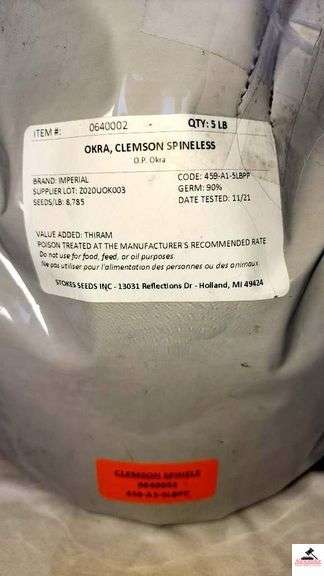 ITEM #: 0640002 QTY: 5 LB
OKRA, CLEMSON SPINELESS
O.P. Okra
BRAND: IMPERIAL CODE: 459-A1-5LBPP
SUPPLIER LOT: 2020UOK003 GERM: 90%
SEEDS/LB: 8,785 DATE TESTED: 11/21
VALUE ADDED: THIRAM
POISON TREATED AT THE MANUFACTURER'S RECOMMENDED RATE
Do not use for food, feed, or oil purposes
Ne pas utiliser pour l'alimentation des personnes ou des animaux
STOKES SEEDS INC - 13031 Reflections Dr - Holland, MI 49424
CLEMSON SPINELE
0640002
459-A1-5LBPP